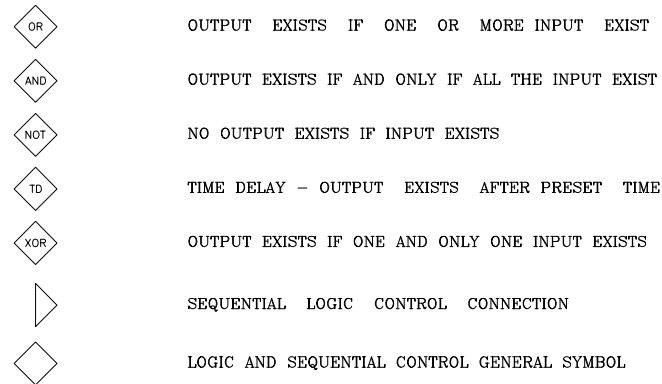 OR OUTPUT EXISTS IF ONE OR MORE INPUT EXIST
AND OUTPUT EXISTS IF AND ONLY IF ALL THE INPUT EXIST
NOT NO OUTPUT EXISTS IF INPUT EXISTS
TD TIME DELAY – OUTPUT EXISTS AFTER PRESET TIME
XOR OUTPUT EXISTS IF ONE AND ONLY ONE INPUT EXISTS
SEQUENTIAL LOGIC CONTROL CONNECTION
LOGIC AND SEQUENTIAL CONTROL GENERAL SYMBOL